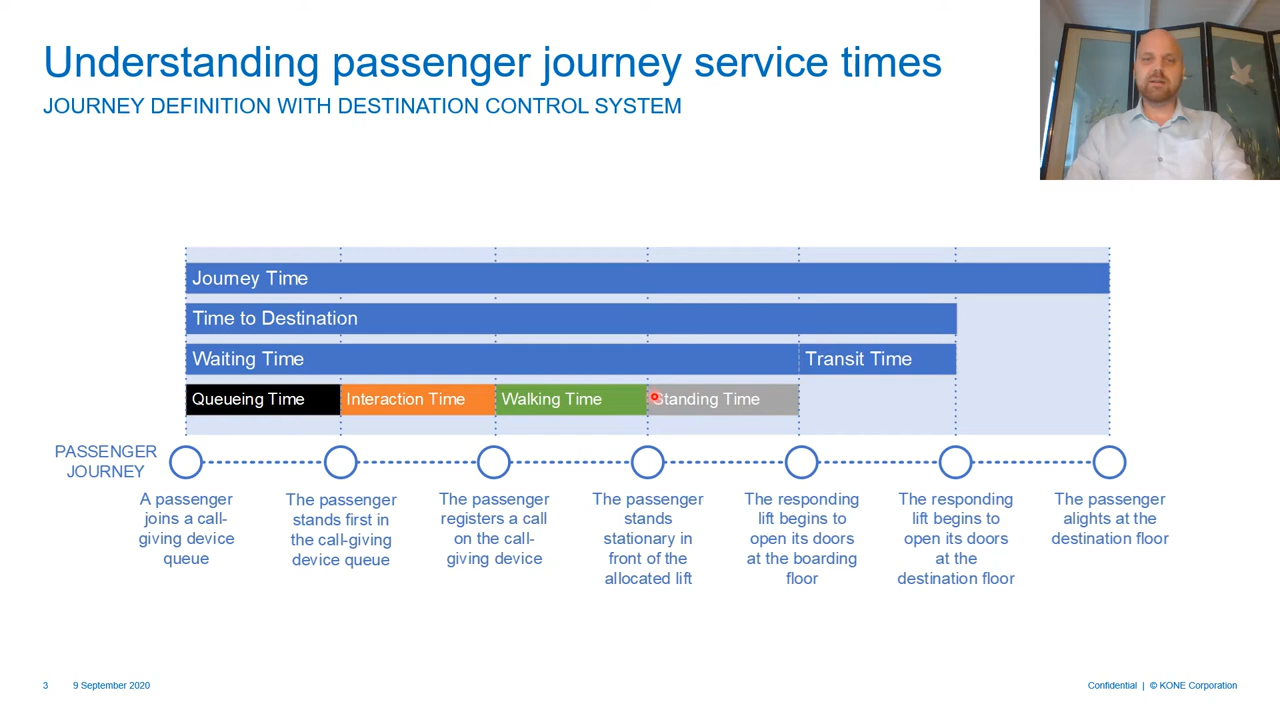 Understanding passenger journey service times
JOURNEY DEFINITION WITH DESTINATION CONTROL SYSTEM
Journey Time
Time to Destination
Waiting Time
Transit Time
Queueing Time
Interaction Time
Walking Time
Standing Time
PASSENGER
JOURNEY
A passenger
joins a call-
giving device
queue
The passenger
stands first in
the call-giving
device queue
The passenger
registers a call
on the call-
giving device
The passenger
stands
stationary in
front of the
allocated lift
The responding
lift begins to
open its doors
at the boarding
floor
The responding
lift begins to
open its doors
at the
destination floor
The passenger
alights at the
destination floor
3
9 September 2020
Confidential | © KONE Corporation